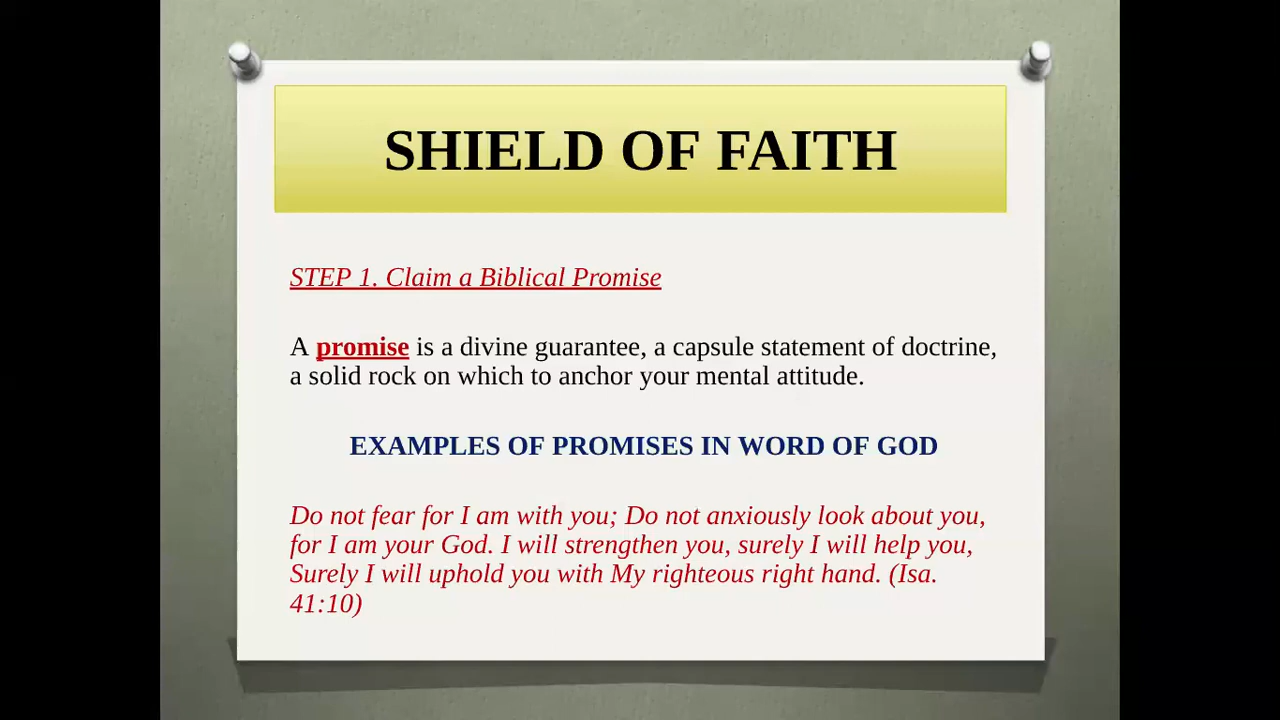 SHIELD OF FAITH
STEP 1. Claim a Biblical Promise
A promise is a divine guarantee, a capsule statement of doctrine,
a solid rock on which to anchor your mental attitude.
EXAMPLES OF PROMISES IN WORD OF GOD
Do not fear for I am with you; Do not anxiously look about you,
for I am your God. I will strengthen you, surely I will help you,
Surely I will uphold you with My righteous right hand. (Isa.
41:10)